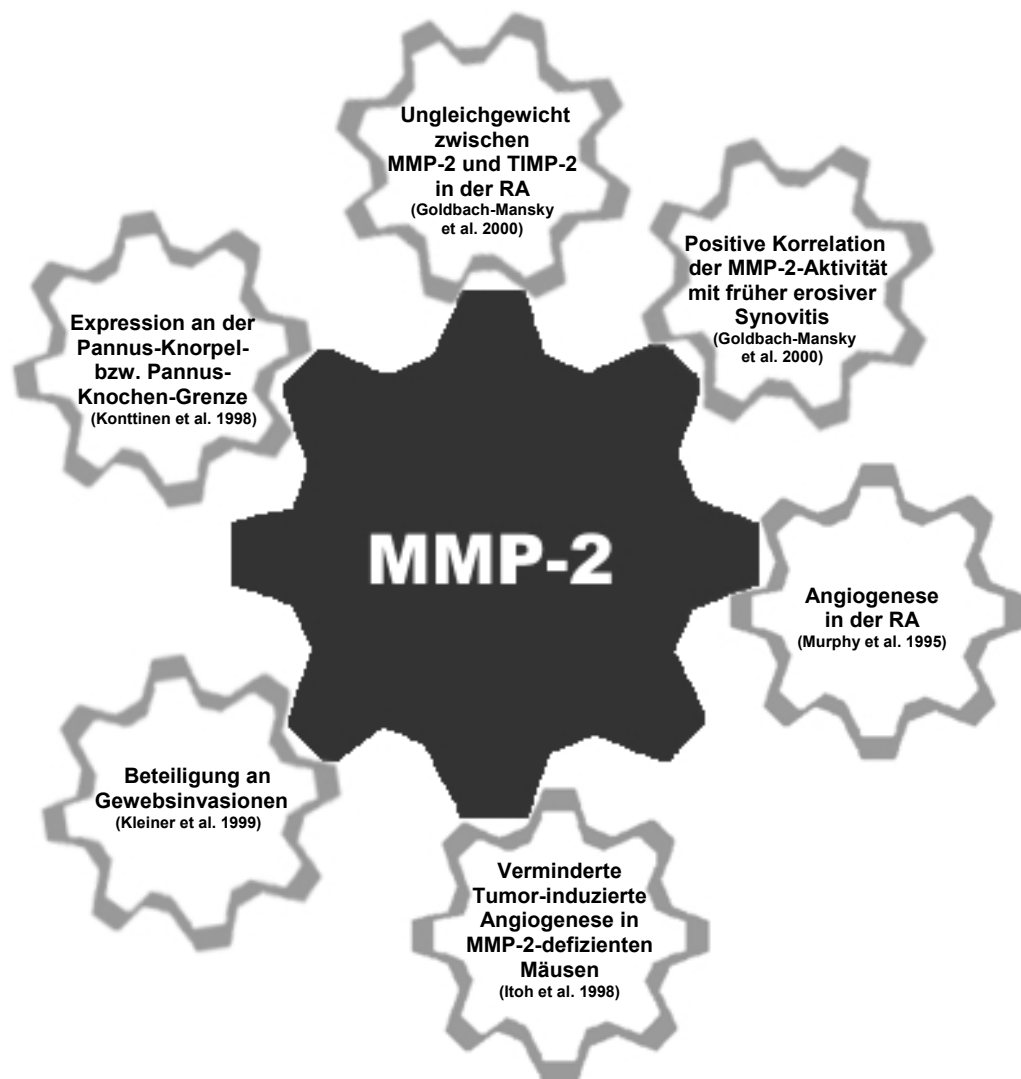 Ungleichgewicht
zwischen
MMP-2 und TIMP-2
in der RA
(Goldbach-Mansky
et al. 2000)
Positive Korrelation
der MMP-2-Aktivität
mit früher erosiver
Synovitis
(Goldbach-Mansky
et al. 2000)
Expression an der
Pannus-Knorpel-
bzw. Pannus-
Knochen-Grenze
(Konttinen et al. 1998)
MMP-2
Angiogenese
in der RA
(Murphy et al. 1995)
Beteiligung an
Gewebsinvasionen
(Kleiner et al. 1999)
Verminderte
Tumor-induzierte
Angiogenese in
MMP-2-defizienten
Mäusen
(Itoh et al. 1998)